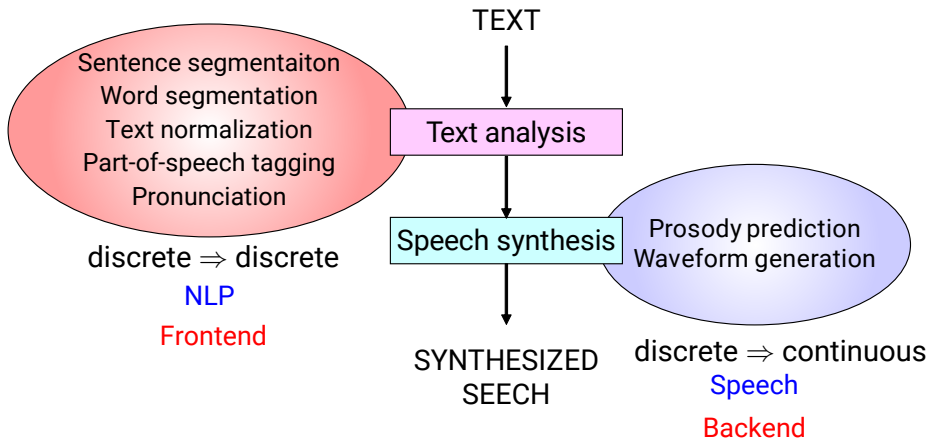 TEXT
Sentence segmentaiton
Word segmentation
Text normalization
Part-of-speech tagging
Pronunciation
Text analysis
discrete ⇒ discrete
NLP
Frontend
Speech synthesis
Prosody prediction
Waveform generation
discrete ⇒ continuous
Speech
Backend
SYNTHESIZED
SEECH